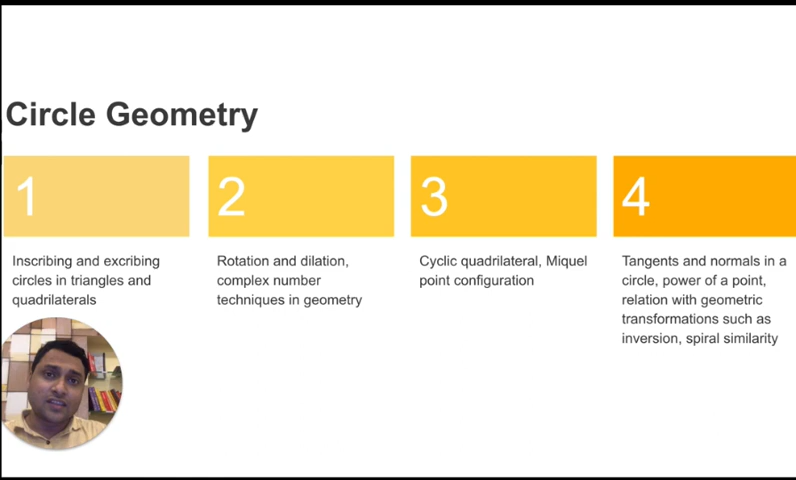 Circle Geometry
1
Inscribing and excribing
circles in triangles and
quadrilaterals
2
Rotation and dilation,
complex number
techniques in geometry
3
Cyclic quadrilateral, Miquel
point configuration
4
Tangents and normals in a
circle, power of a point,
relation with geometric
transformations such as
inversion, spiral similarity